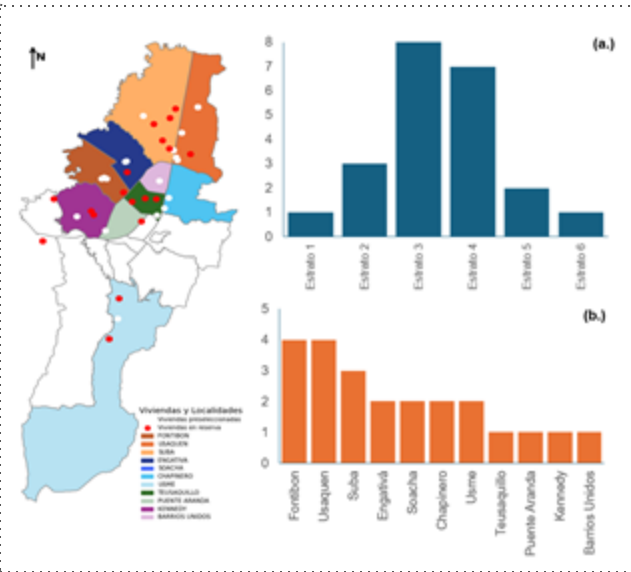 N
(a.)
8
7
6
5
4
3
2
1
0
Estrato 1
Estrato 2
Estrato 3
Estrato 4
Estrato 5
Estrato 6
(b.)
5
4
3
2
1
0
Fontibon
Usaquen
Suba
Engativá
Soacha
Chapinero
Usme
Teusaquillo
Puente Aranda
Kennedy
Barrios Unidos
Viviendas y Localidades
Viviendas preseleccionadas
Viviendas en reserva
FONTIBON
USAQUEN
SUBA
ENGATIVA
SOACHA
CHAPINERO
USME
TEUSAQUILLO
PUENTE ARANDA
KENNEDY
BARRIOS UNIDOS